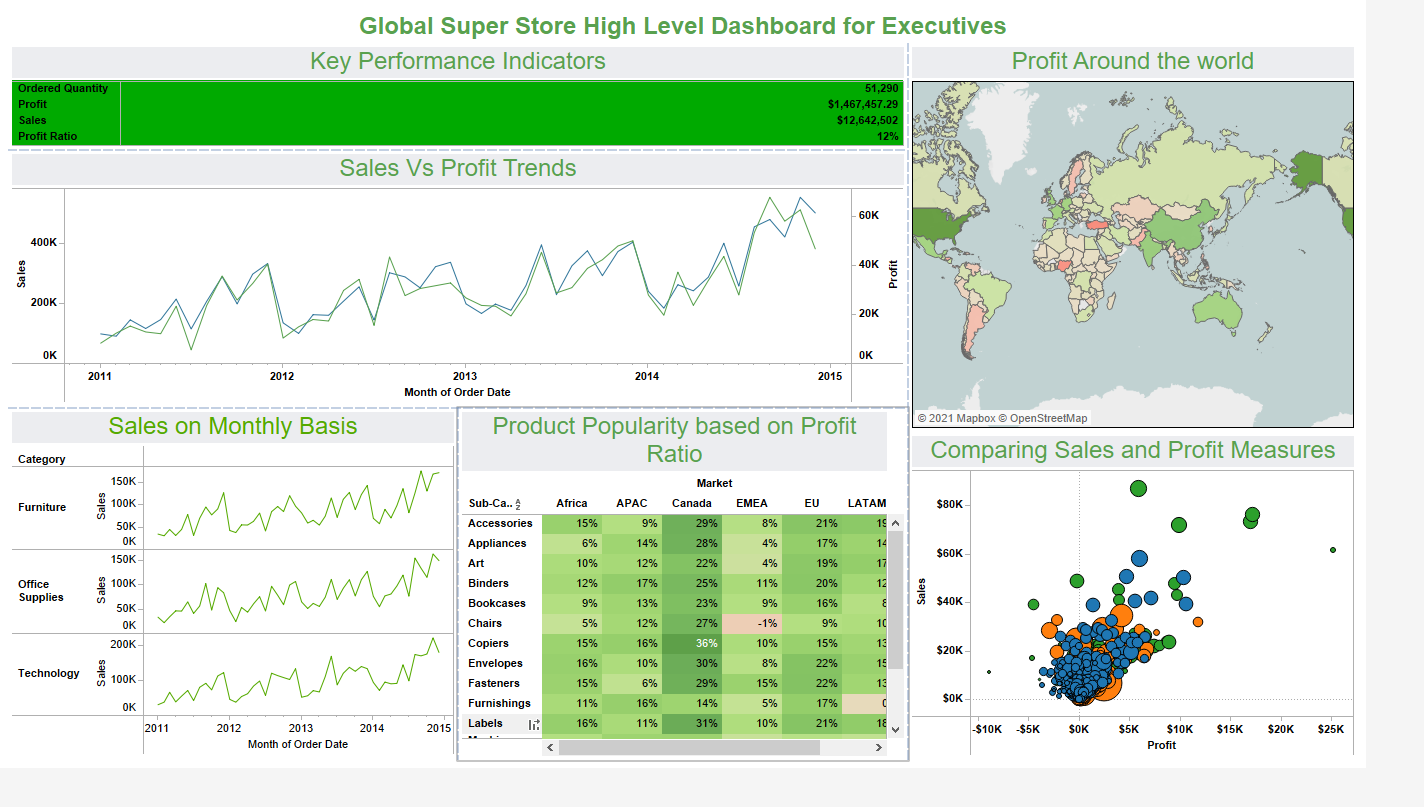 Global Super Store High Level Dashboard for Executives
Key Performance Indicators
Ordered Quantity 51,290
Profit $1,467,457.29
Sales $12,642,502
Profit Ratio 12%
Sales Vs Profit Trends
Sales
400K
200K
0K
60K
40K
20K
0K
Profit
2011 2012 2013 2014 2015
Month of Order Date
Profit Around the world
© 2021 Mapbox © OpenStreetMap
Sales on Monthly Basis
Category
Furniture
Sales
150K
100K
50K
0K
Office
Supplies
Sales
150K
100K
50K
0K
Technology
Sales
200K
100K
0K
2011 2012 2013 2014 2015
Month of Order Date
Product Popularity based on Profit
Ratio
Market
Sub-Ca.. Africa APAC Canada EMEA EU LATAM
Accessories 15% 9% 29% 8% 21% 19
Appliances 6% 14% 28% 4% 17% 14
Art 10% 12% 22% 4% 19% 17
Binders 12% 17% 25% 11% 20% 12
Bookcases 9% 13% 23% 9% 16% 8
Chairs 5% 12% 27% -1% 9% 10
Copiers 15% 16% 36% 10% 15% 13
Envelopes 16% 10% 30% 8% 22% 15
Fasteners 15% 6% 29% 15% 22% 13
Furnishings 11% 16% 14% 5% 17% 0
Labels 16% 11% 31% 10% 21% 18
Comparing Sales and Profit Measures
Sales
$80K
$60K
$40K
$20K
$0K
-$10K -$5K $0K $5K $10K $15K $20K $25K
Profit